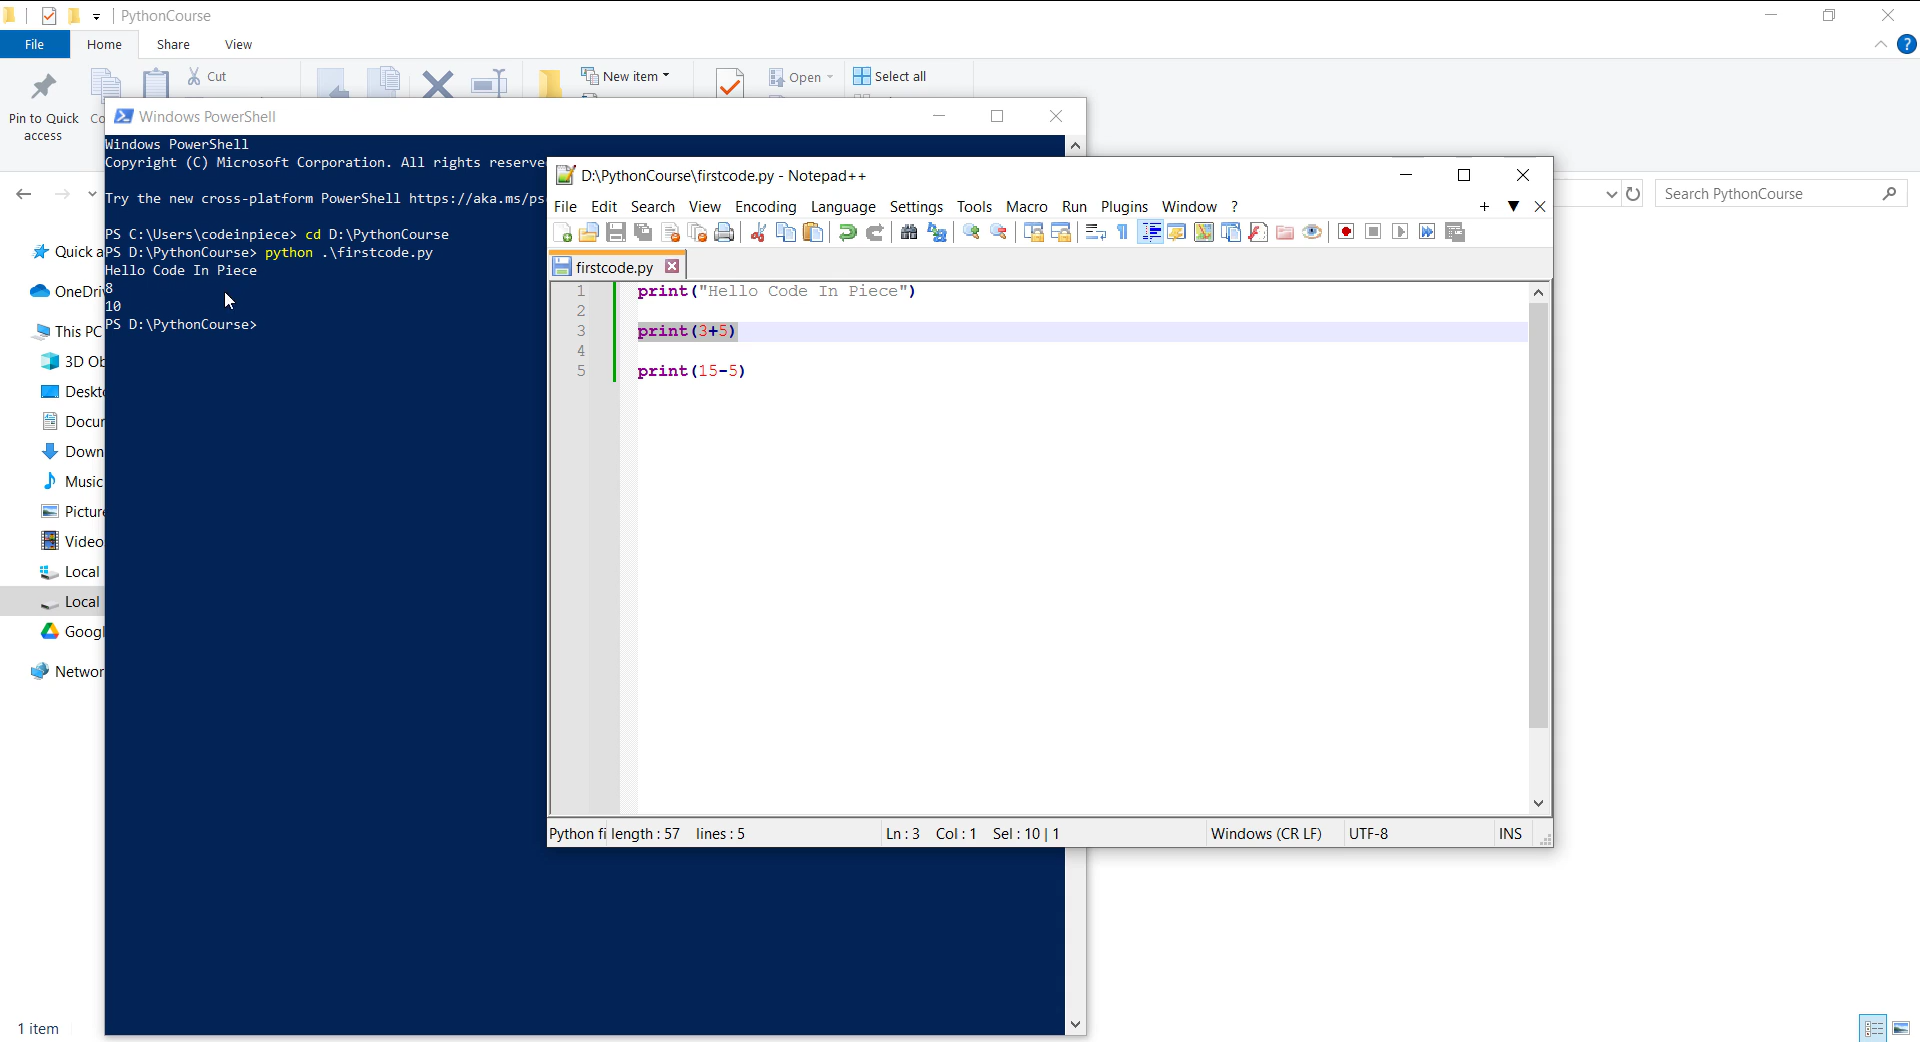 PythonCourse
File Home Share View
Cut
New item
Open
Select all
Pin to Quick access
Windows PowerShell
Windows PowerShell
Copyright (C) Microsoft Corporation. All rights reserve
Try the new cross-platform PowerShell https://aka.ms/ps
PS C:\Users\codeinpiece> cd D:\PythonCourse
PS D:\PythonCourse> python .\firstcode.py
Hello Code In Piece
8
10
PS D:\PythonCourse>
Search PythonCourse
Quick a
OneDri
This PC
3D Ob
Deskt
Docu
Down
Music
Picture
Video
Local
Local
Googl
Networ
1 item
D:\PythonCourse\firstcode.py - Notepad++
File Edit Search View Encoding Language Settings Tools Macro Run Plugins Window ?
firstcode.py
1 print("Hello Code In Piece")
2
3 print(3+5)
4
5 print(15-5)
Python fi length : 57 lines : 5 Ln : 3 Col : 1 Sel : 10 | 1 Windows (CR LF) UTF-8 INS